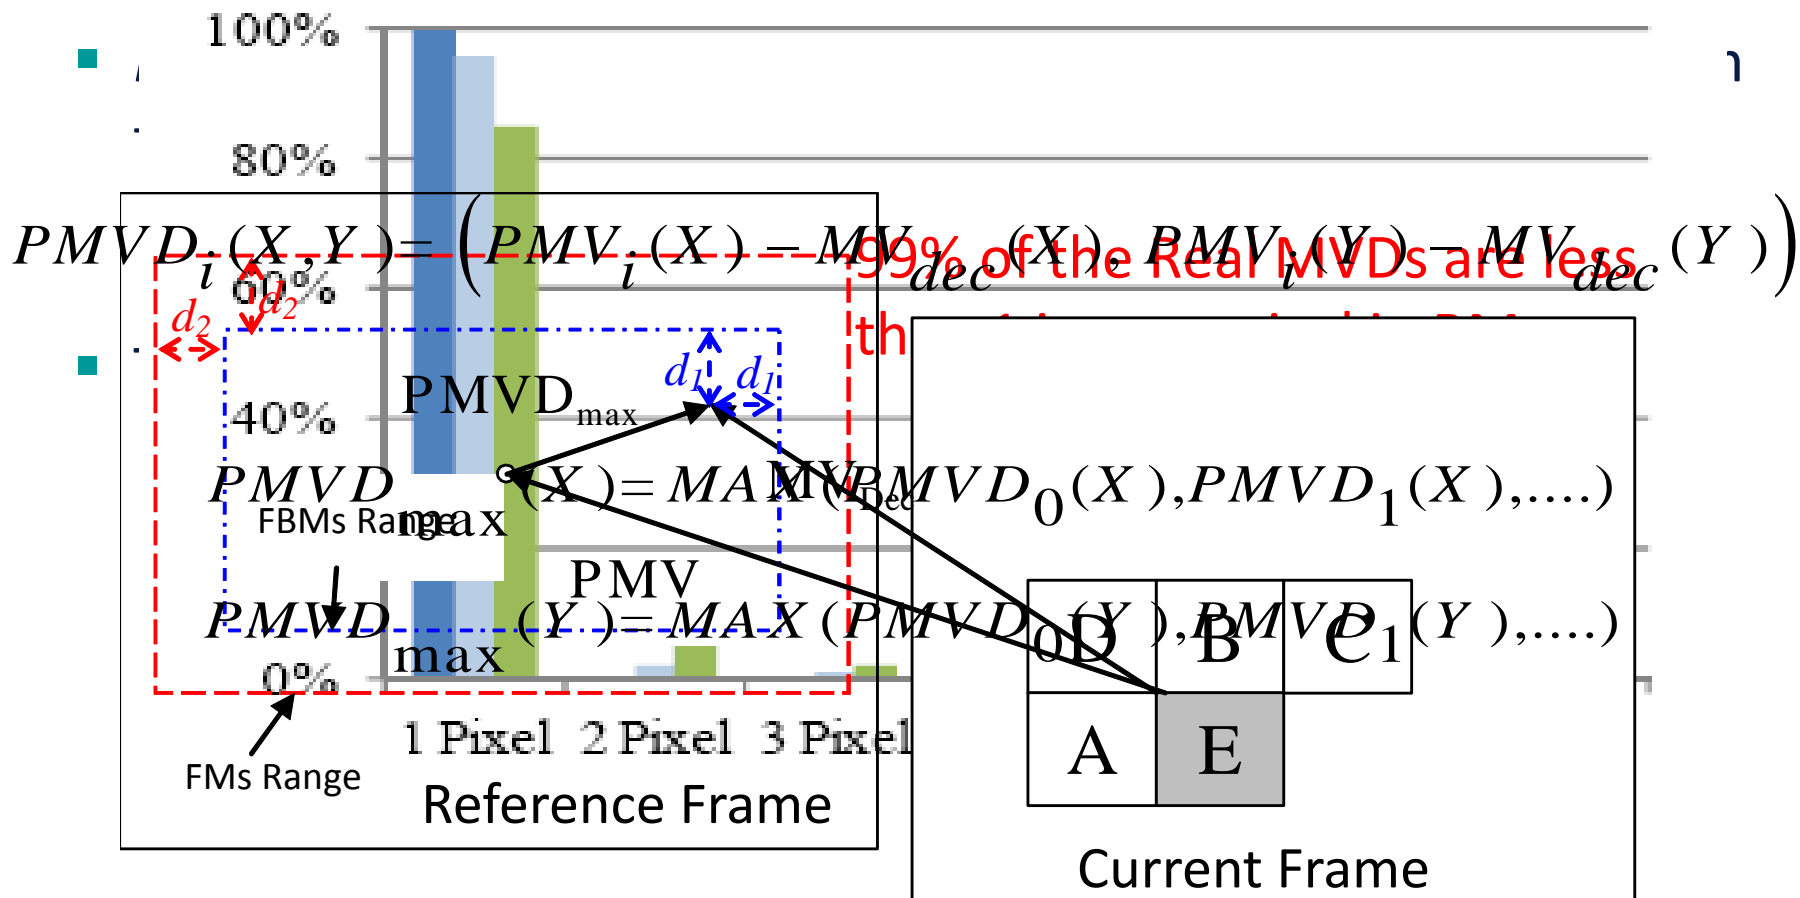 100%
80%
PMVD_i(X,Y)=(PMV_i(X)−MV_dec(X), PMV_i(Y)−MV_dec(Y))
99% of the Real MVDs are less
60%
d2
d2
th
d1 d1
PMVD_max
40%
MV_Dec
PMVD_max(X)=MAX(PMVD_0(X),PMVD_1(X),....)
FBMs Range
PMV
PMVD_max(Y)=MAX(PMVD_0(Y),PMVD_1(Y),....)
D B C
0%
1 Pixel 2 Pixel 3 Pixel
A E
FMs Range
Reference Frame
Current Frame